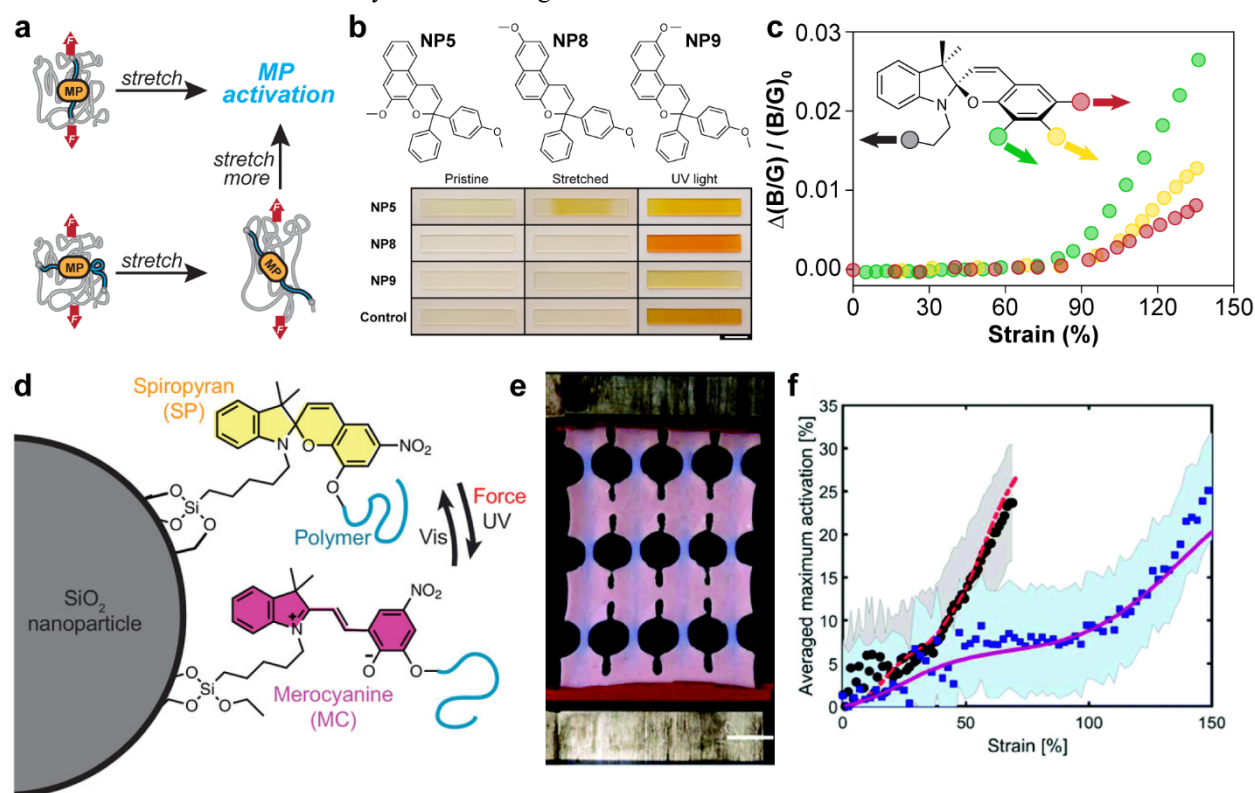 a
F
MP
F
stretch
MP
activation
stretch
more
F
MP
F
stretch
F
MP
F
b
NP5
NP8
NP9
O
O
O
O
O
O
O
O
O
Pristine
Stretched
UV light
NP5
NP8
NP9
Control
c
Δ(B/G) / (B/G)0
0.03
0.02
0.01
0.00
N
O
0
30
60
90
120
150
Strain (%)
d
Spiropyran
(SP)
N
O
NO2
O
O
Si
O
O
Polymer
Force
UV
Vis
SiO2
nanoparticle
N
+
NO2
O
-
O
O
Si
O
O
Merocyanine
(MC)
e
f
Averaged maximum activation [%]
35
30
25
20
15
10
5
0
0
50
100
150
Strain [%]